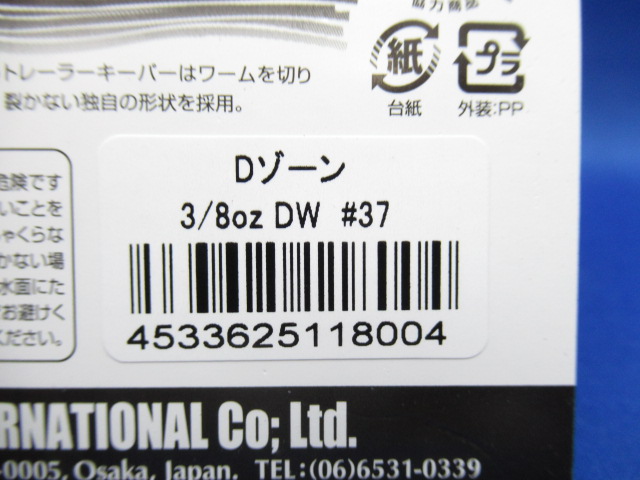 協力商歩
トレーラーキーパーはワームを切り
裂かない独自の形状を採用。
紙
プラ
台紙
外装:PP
危険です
いことを
ゃくらな
かない場
水面にた
お避けく
ください。
Dゾーン
3/8oz DW #37
4533625118004
RNATIONAL Co; Ltd.
-0005, Osaka, Japan. TEL:(06)6531-0339